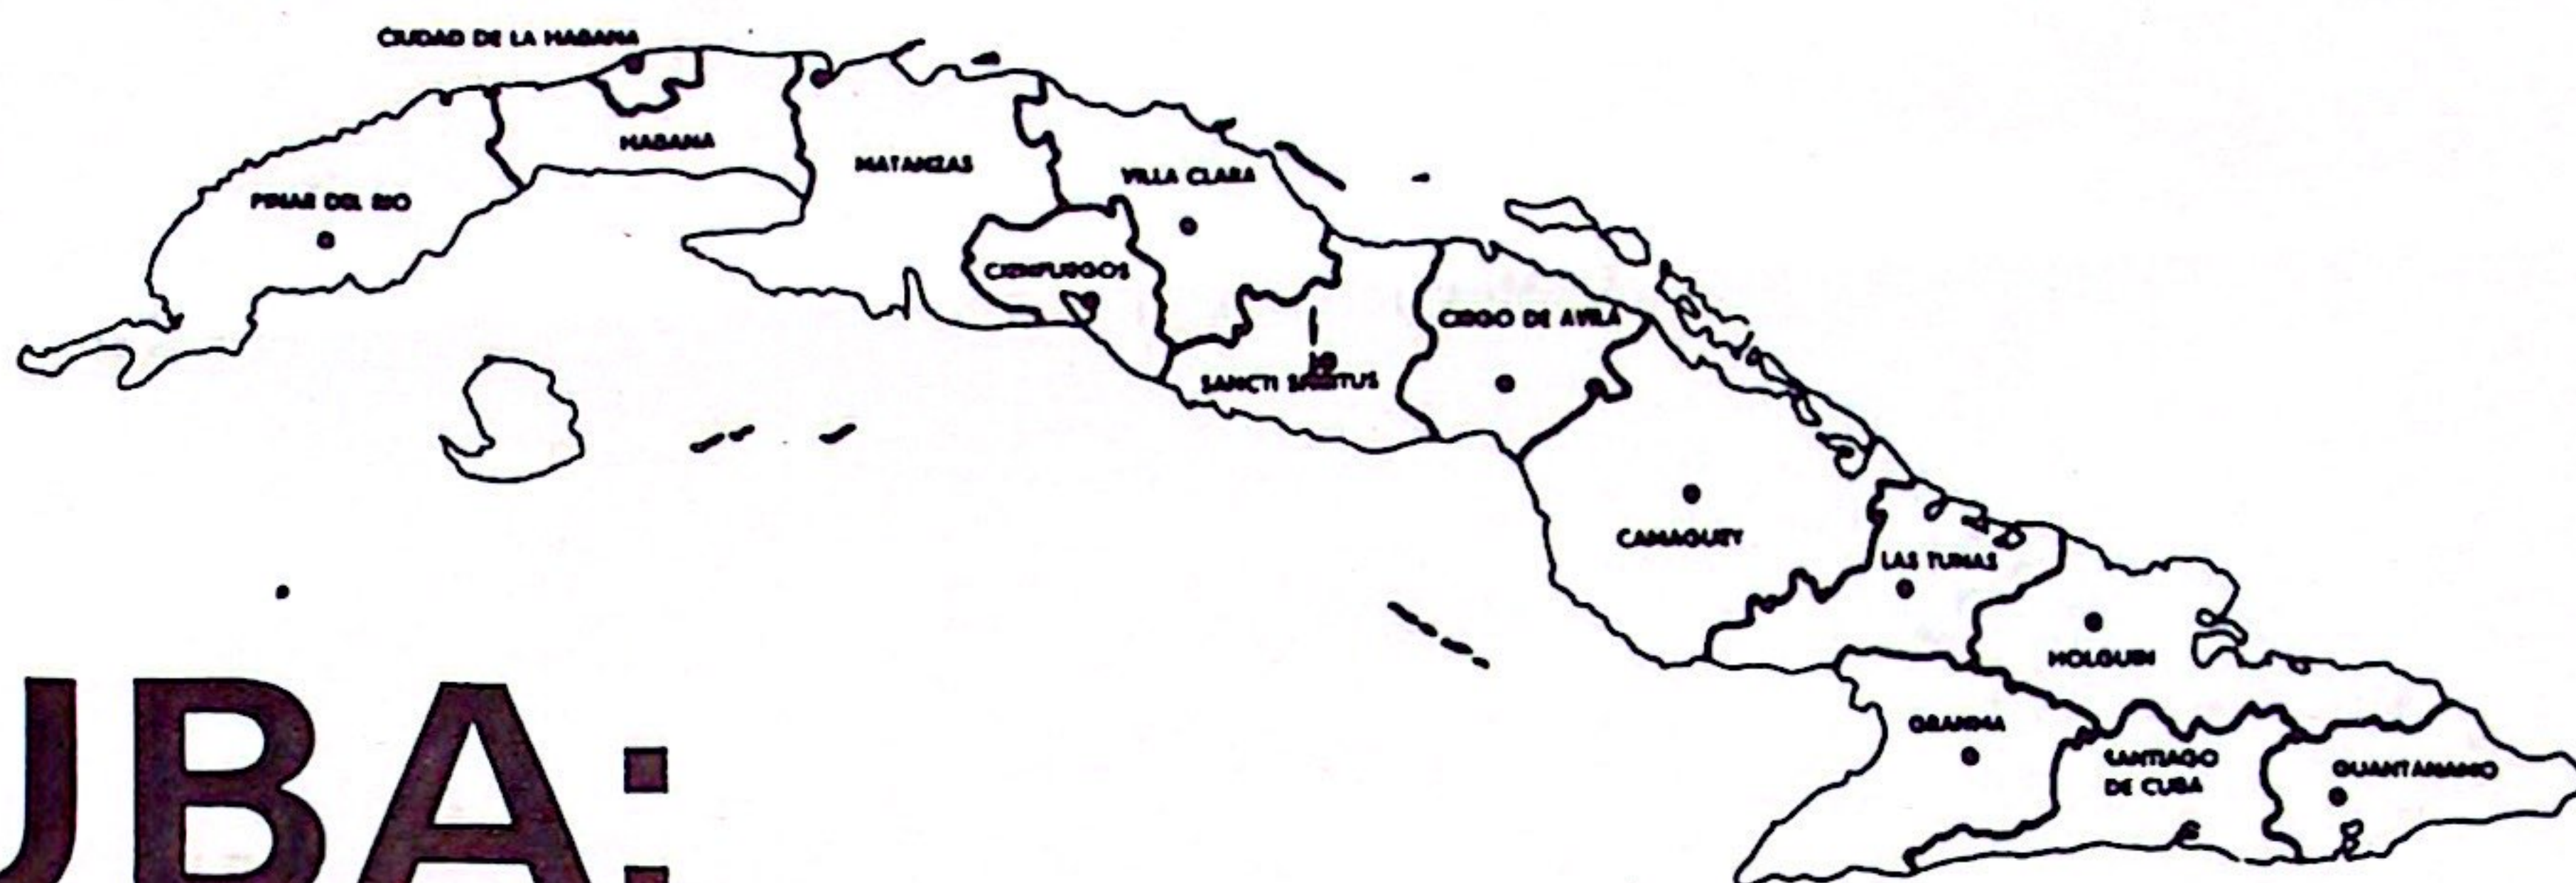 CIUDAD DE LA HABANA
HABANA
MATANZAS
PINAR DEL RIO
VILLA CLARA
CIENFUEGOS
CIEGO DE AVILA
SANCTI SPIRITUS
CAMAGUEY
LAS TUNAS
HOLGUIN
GRANMA
SANTIAGO
DE CUBA
GUANTANAMO
UBA: